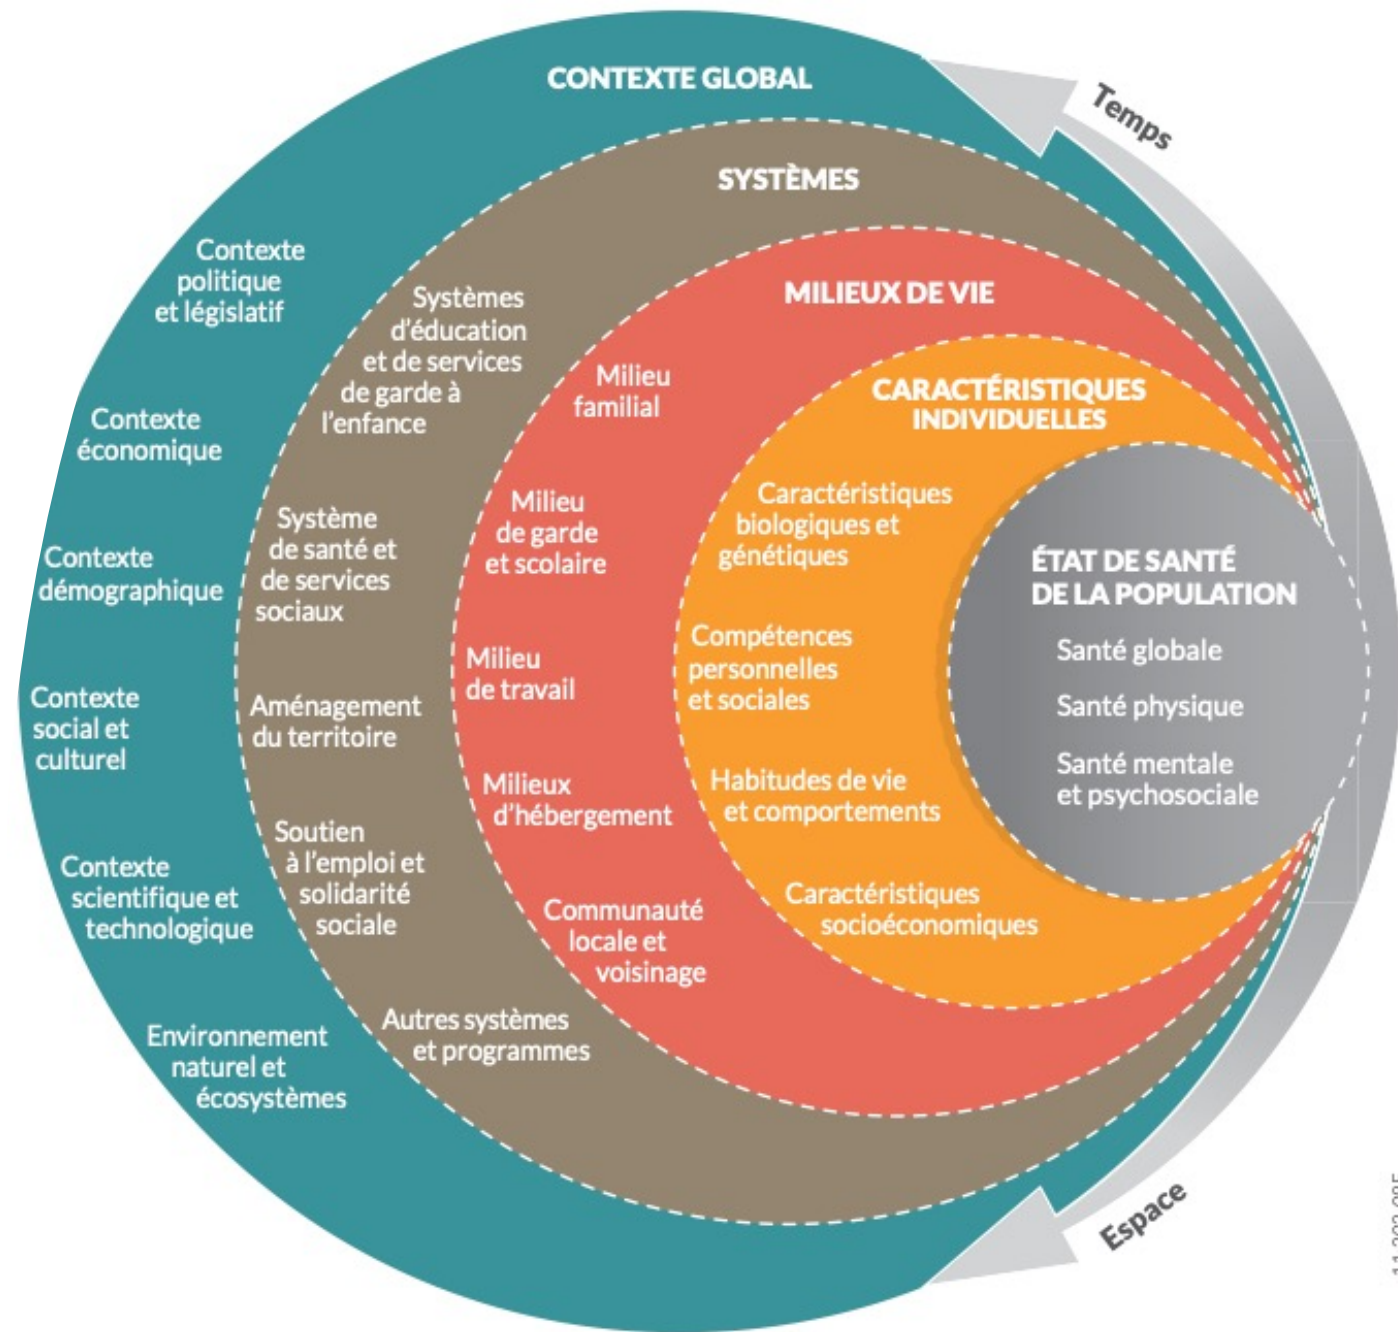 CONTEXTE GLOBAL
Temps
SYSTÈMES
MILIEUX DE VIE
CARACTÉRISTIQUES
INDIVIDUELLES
ÉTAT DE SANTÉ
DE LA POPULATION
Santé globale
Santé physique
Santé mentale
et psychosociale
Contexte
politique
et législatif
Contexte
économique
Contexte
démographique
Contexte
social et
culturel
Contexte
scientifique et
technologique
Environnement
naturel et
écosystèmes
Systèmes
d'éducation
et de services
de garde à
l'enfance
Système
de santé et
de services
sociaux
Aménagement
du territoire
Soutien
à l'emploi et
solidarité
sociale
Autres systèmes
et programmes
Milieu
familial
Milieu
de garde
et scolaire
Milieu
de travail
Milieux
d'hébergement
Communauté
locale et
voisinage
Caractéristiques
biologiques et
génétiques
Compétences
personnelles
et sociales
Habitudes de vie
et comportements
Caractéristiques
socioéconomiques
Espace